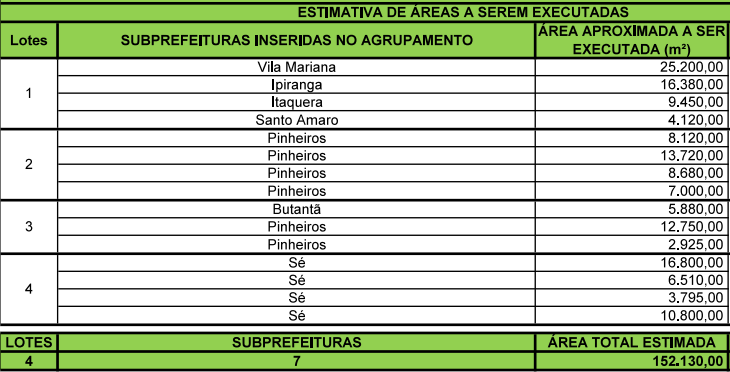 ESTIMATIVA DE ÁREAS A SEREM EXECUTADAS
Lotes SUBPREFEITURAS INSERIDAS NO AGRUPAMENTO ÁREA APROXIMADA A SER EXECUTADA (m²)
1
Vila Mariana 25.200,00
Ipiranga 16.380,00
Itaquera 9.450,00
Santo Amaro 4.120,00
2
Pinheiros 8.120,00
Pinheiros 13.720,00
Pinheiros 8.680,00
Pinheiros 7.000,00
3
Butantã 5.880,00
Pinheiros 12.750,00
Pinheiros 2.925,00
4
Sé 16.800,00
Sé 6.510,00
Sé 3.795,00
Sé 10.800,00
LOTES SUBPREFEITURAS ÁREA TOTAL ESTIMADA
4 7 152.130,00